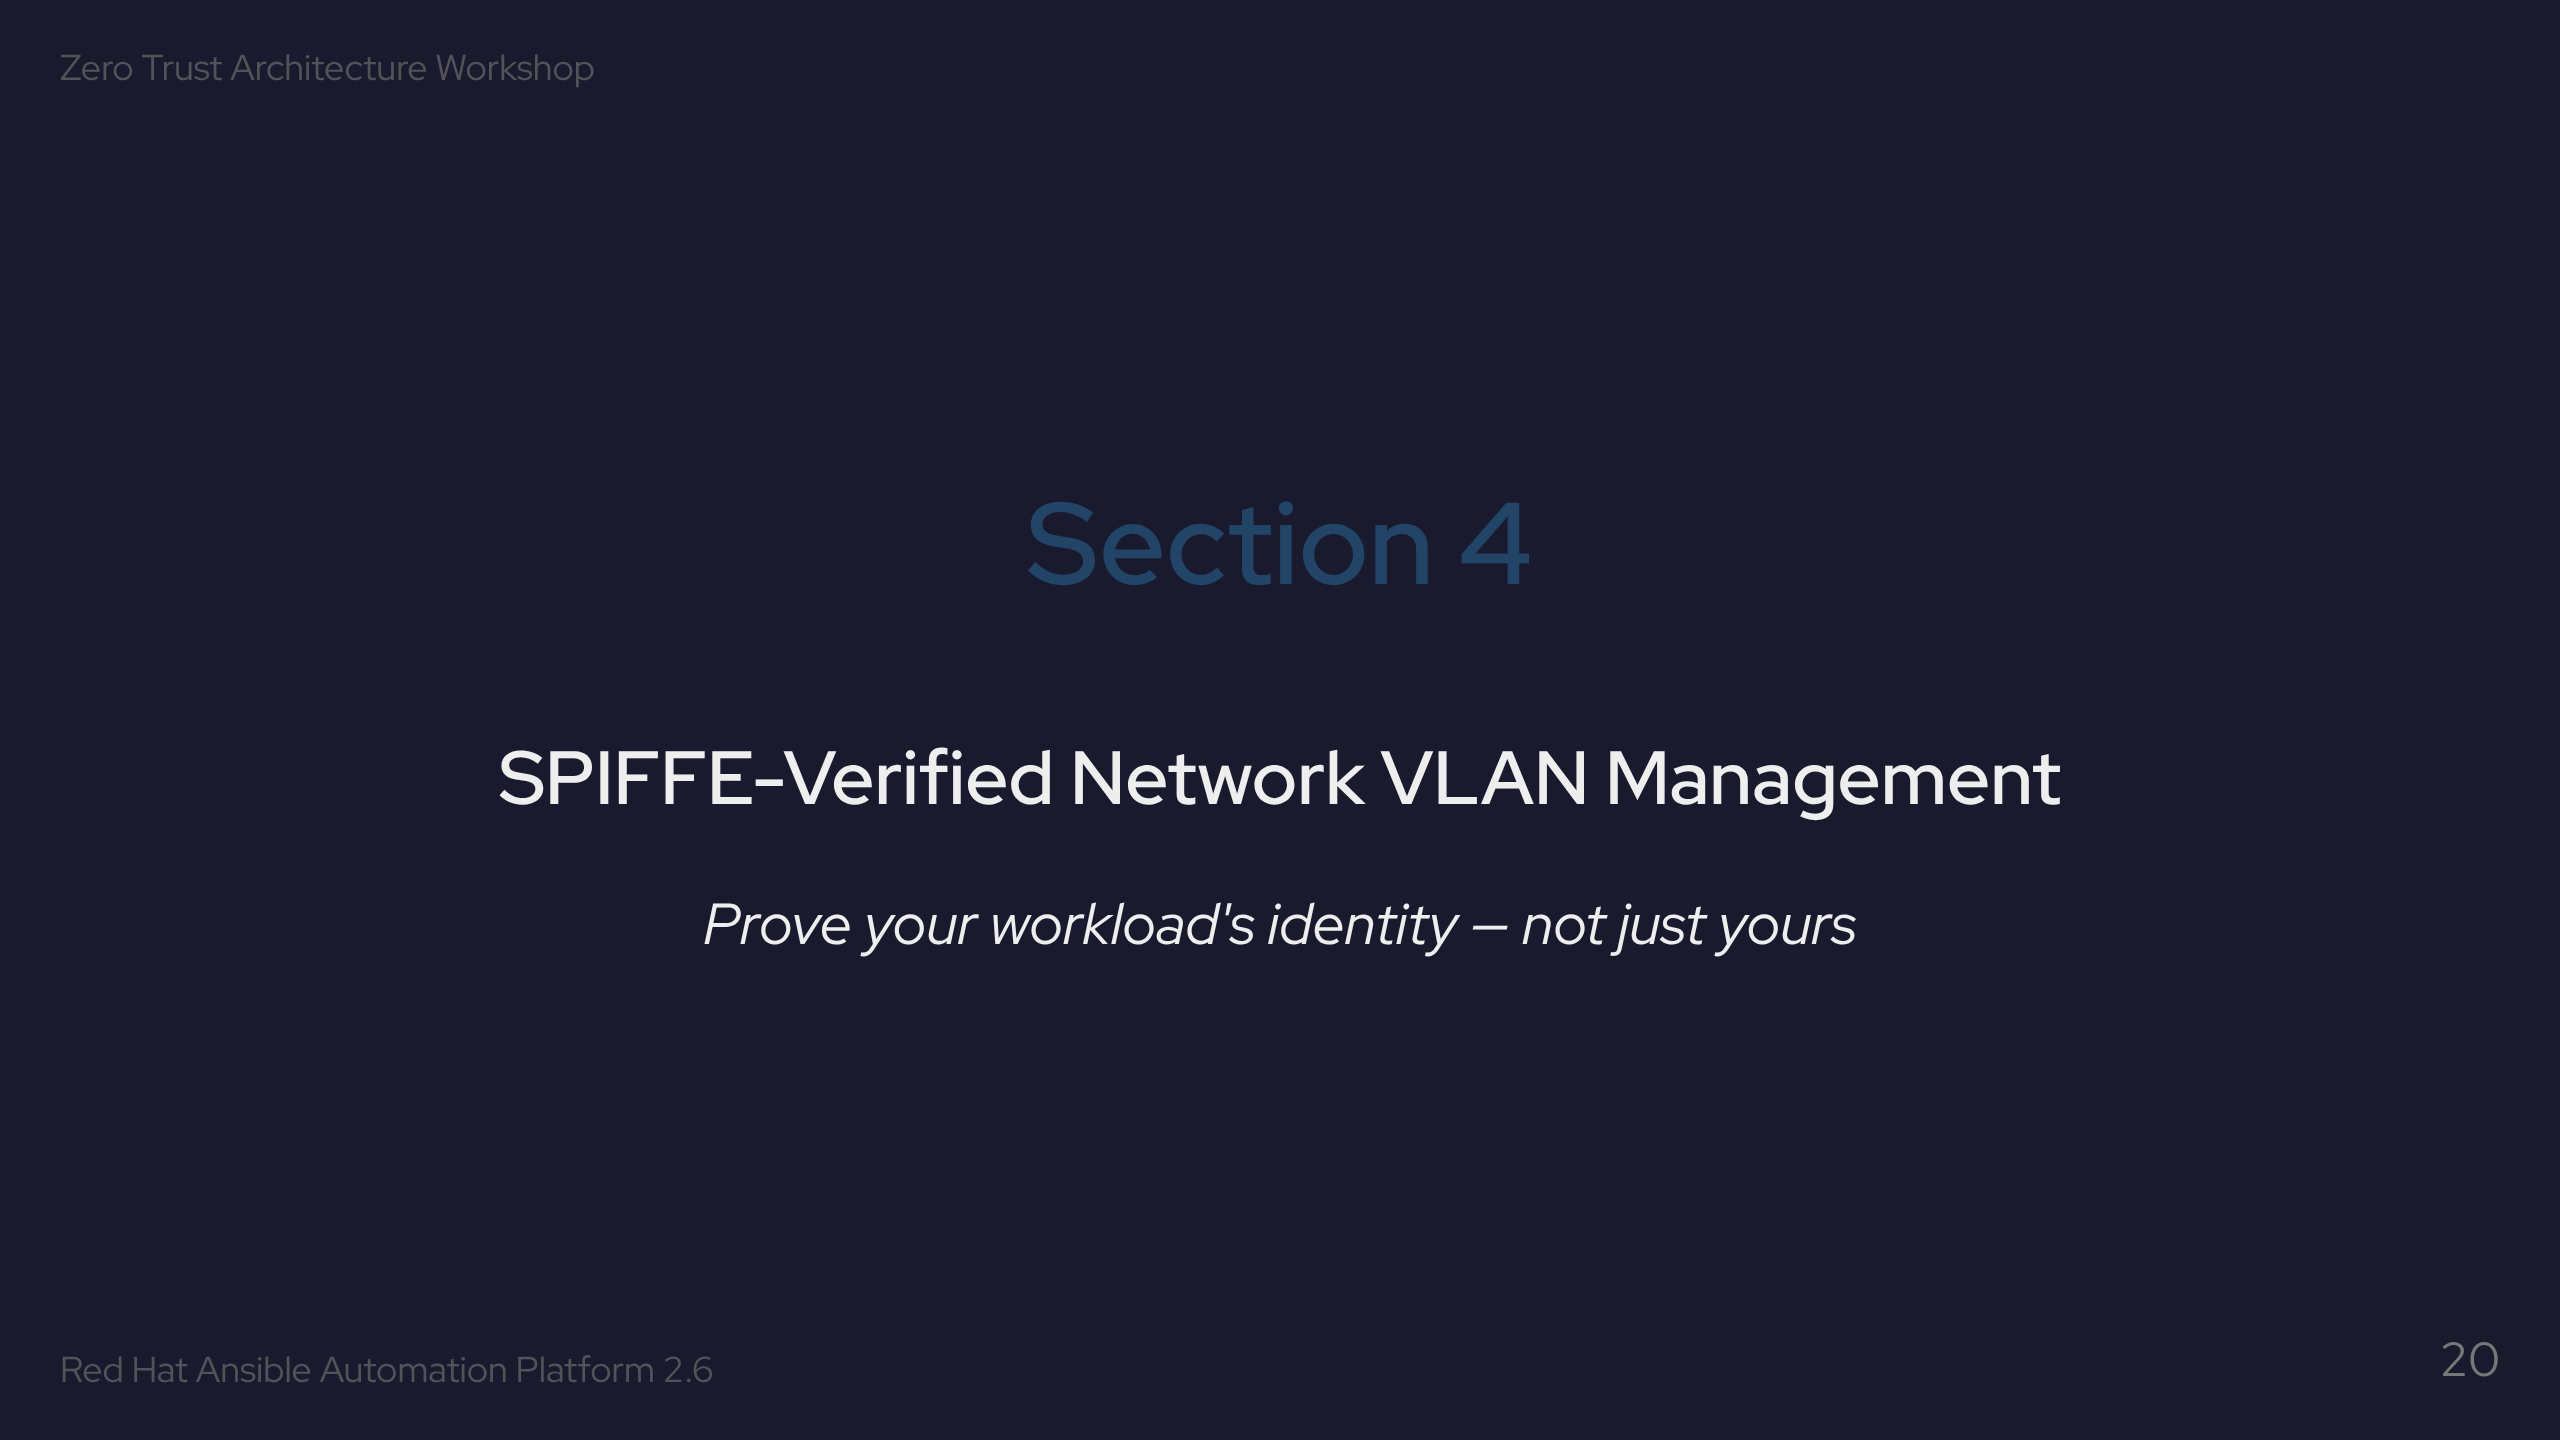 Zero Trust Architecture Workshop
Section 4
SPIFFE-Verified Network VLAN Management
Prove your workload's identity — not just yours
Red Hat Ansible Automation Platform 2.6
20